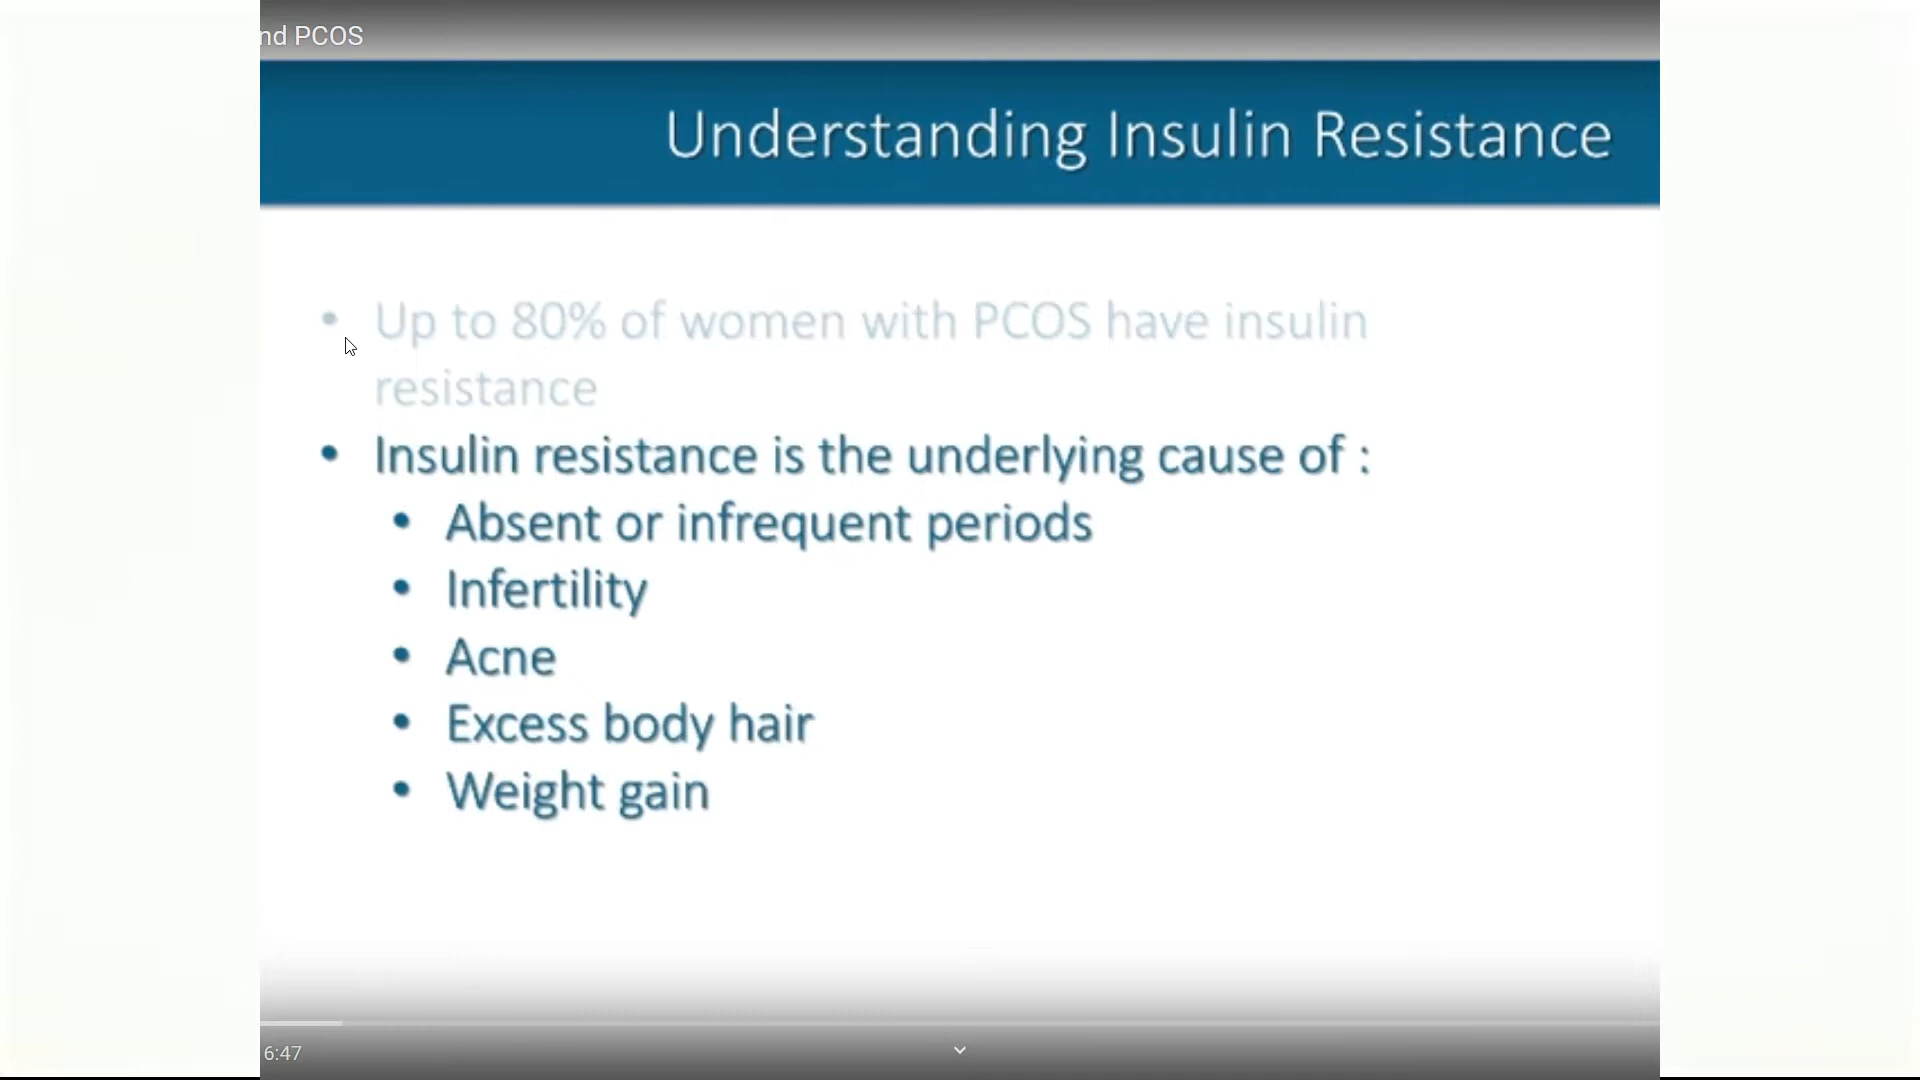 nd PCOS
Understanding Insulin Resistance
• Up to 80% of women with PCOS have insulin
resistance
• Insulin resistance is the underlying cause of :
• Absent or infrequent periods
• Infertility
• Acne
• Excess body hair
• Weight gain
6:47